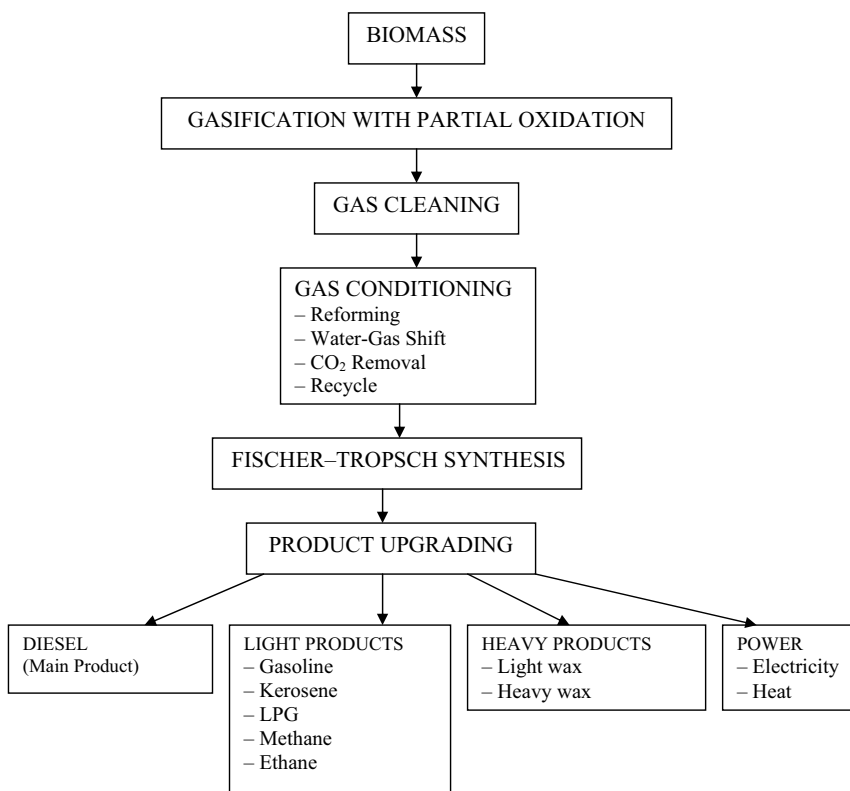 BIOMASS
GASIFICATION WITH PARTIAL OXIDATION
GAS CLEANING
GAS CONDITIONING
– Reforming
– Water-Gas Shift
– CO₂ Removal
– Recycle
FISCHER–TROPSCH SYNTHESIS
PRODUCT UPGRADING
DIESEL
(Main Product)
LIGHT PRODUCTS
– Gasoline
– Kerosene
– LPG
– Methane
– Ethane
HEAVY PRODUCTS
– Light wax
– Heavy wax
POWER
– Electricity
– Heat